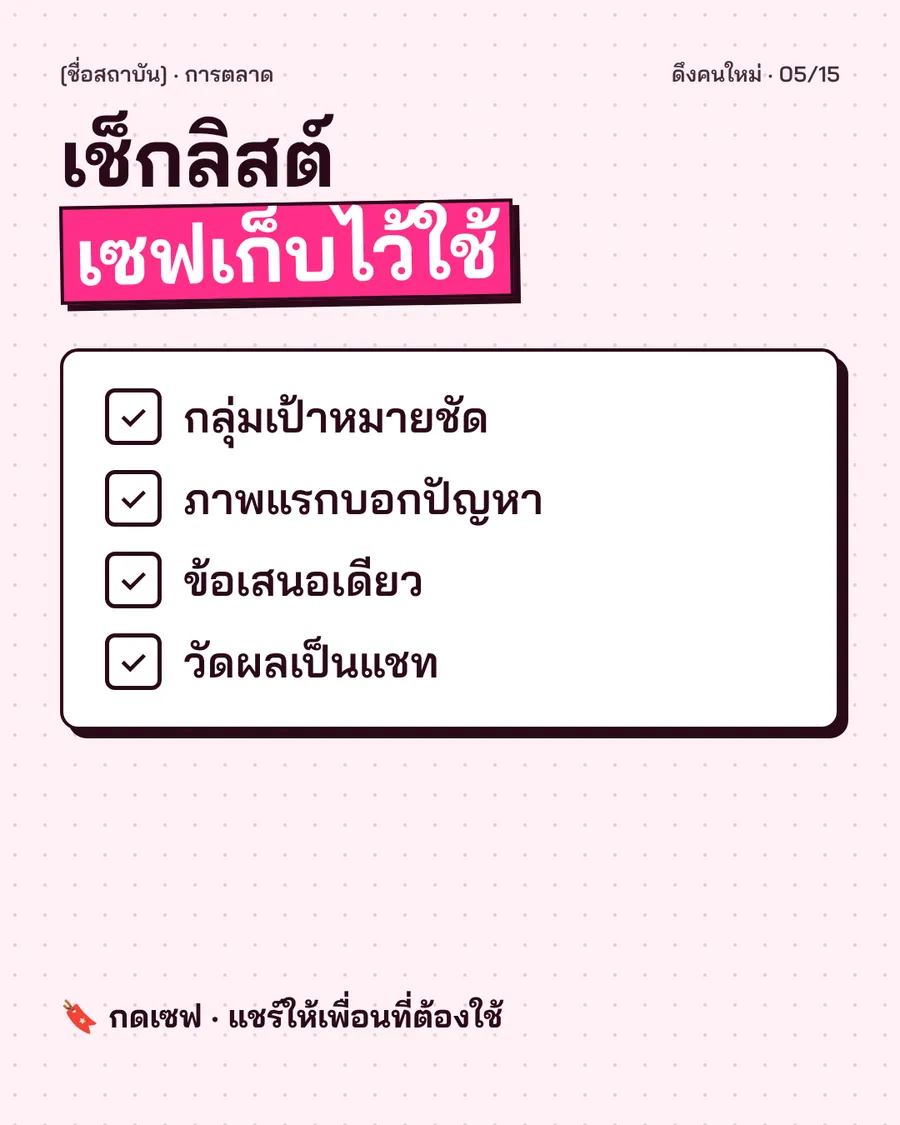 (ชื่อสถาบัน) · การตลาด
ดึงคนใหม่ · 05/15
เช็กลิสต์
เซฟเก็บไว้ใช้
กลุ่มเป้าหมายชัด
ภาพแรกบอกปัญหา
ข้อเสนอเดียว
วัดผลเป็นแชท
กดเซฟ · แชร์ให้เพื่อนที่ต้องใช้